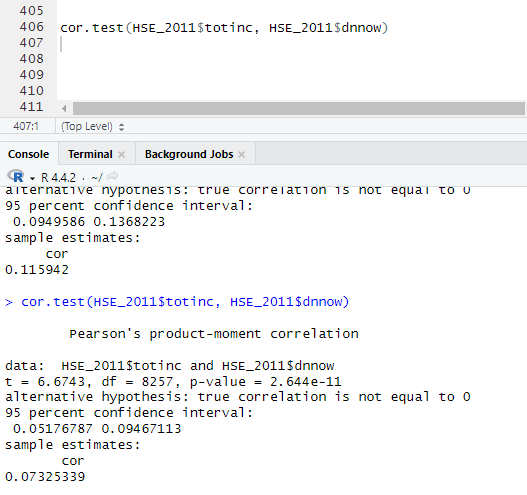 405
406 cor.test(HSE_2011$totinc, HSE_2011$dnnow)
407
408
409
410
411
407:1 (Top Level)
Console Terminal Background Jobs
R R 4.4.2 · ~/
alternative hypothesis: true correlation is not equal to 0
95 percent confidence interval:
0.0949586 0.1368223
sample estimates:
cor
0.115942
> cor.test(HSE_2011$totinc, HSE_2011$dnnow)
Pearson's product-moment correlation
data: HSE_2011$totinc and HSE_2011$dnnow
t = 6.6743, df = 8257, p-value = 2.644e-11
alternative hypothesis: true correlation is not equal to 0
95 percent confidence interval:
0.05176787 0.09467113
sample estimates:
cor
0.07325339